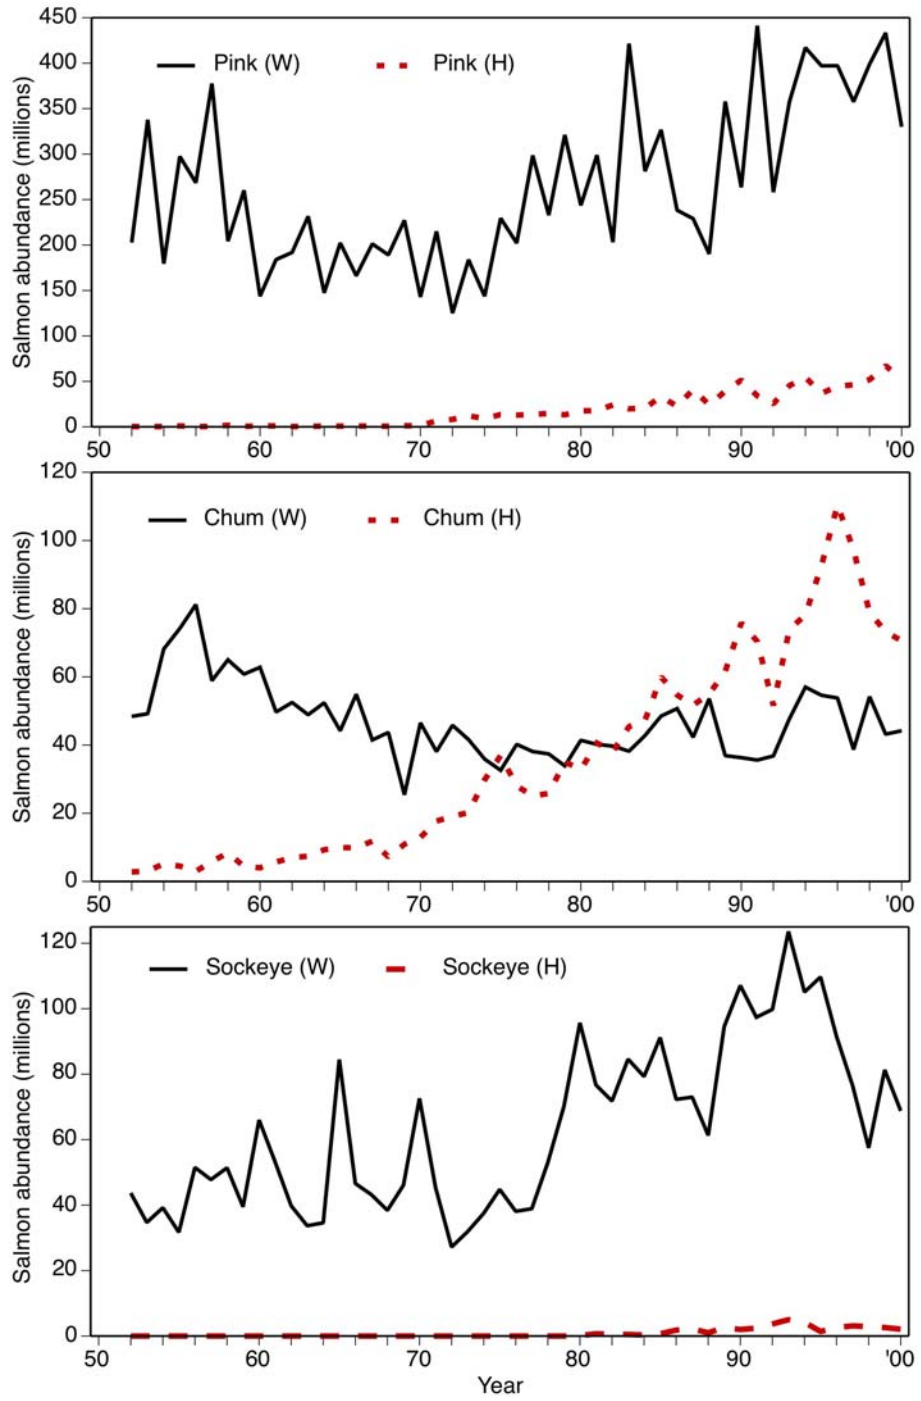 450
Pink (W) Pink (H)
400
350
300
250
200
150
100
50
0
Salmon abundance (millions)
50 60 70 80 90 '00
120
Chum (W) Chum (H)
100
80
60
40
20
0
Salmon abundance (millions)
50 60 70 80 90 '00
120
Sockeye (W) Sockeye (H)
100
80
60
40
20
0
Salmon abundance (millions)
50 60 70 80 90 '00
Year